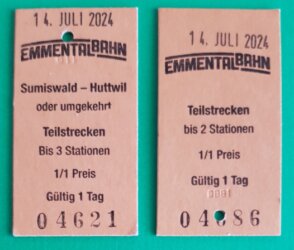 14. JULI 2024
EMMENTALBAHN
Sumiswald – Huttwil
oder umgekehrt
Teilstrecken
Bis 3 Stationen
1/1 Preis
Gültig 1 Tag
04621
14. JULI 2024
EMMENTALBAHN
Teilstrecken
bis 2 Stationen
1/1 Preis
Gültig 1 Tag